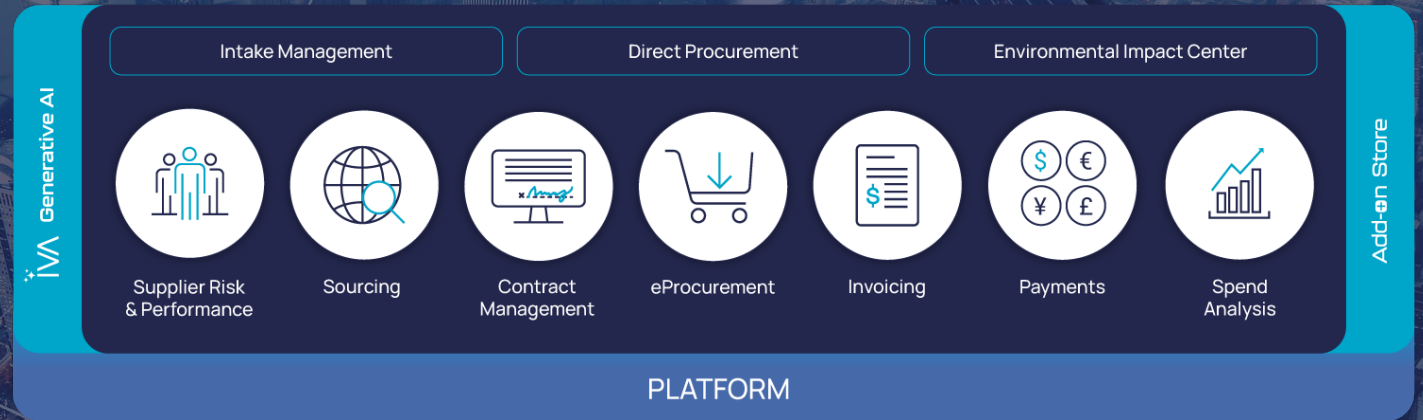 Intake Management
Direct Procurement
Environmental Impact Center
IVA Generative AI
Add-on Store
$
€
¥
£
x
$
Supplier Risk
& Performance
Sourcing
Contract
Management
eProcurement
Invoicing
Payments
Spend
Analysis
PLATFORM